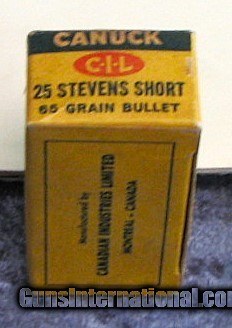 CANUCK
C-I-L
25 STEVENS SHORT
65 GRAIN BULLET
Manufactured by
CANADIAN INDUSTRIES LIMITED
MONTREAL - CANADA
GunsInternational.com